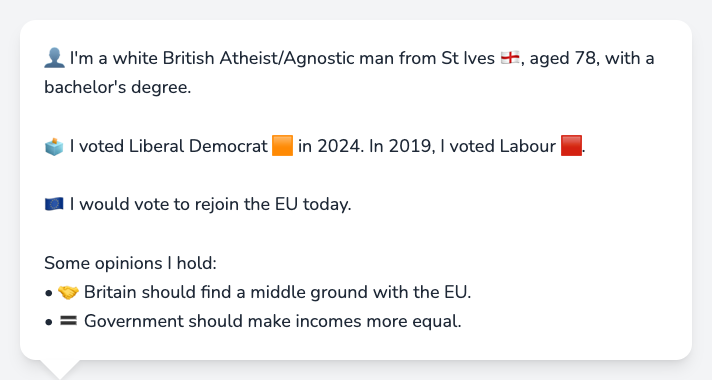 👤 I'm a white British Atheist/Agnostic man from St Ives 🏴󠁧󠁢󠁥󠁮󠁧󠁿, aged 78, with a
bachelor's degree.
🗳️ I voted Liberal Democrat 🟧 in 2024. In 2019, I voted Labour 🟥.
🇪🇺 I would vote to rejoin the EU today.
Some opinions I hold:
• 🤝 Britain should find a middle ground with the EU.
• 🟰 Government should make incomes more equal.